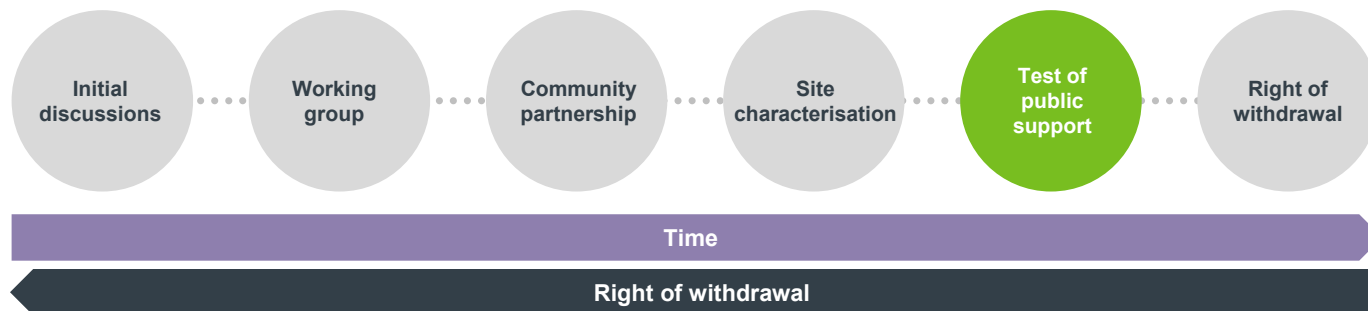 Initial
discussions
Working
group
Community
partnership
Site
characterisation
Test of
public
support
Right of
withdrawal
Time
Right of withdrawal